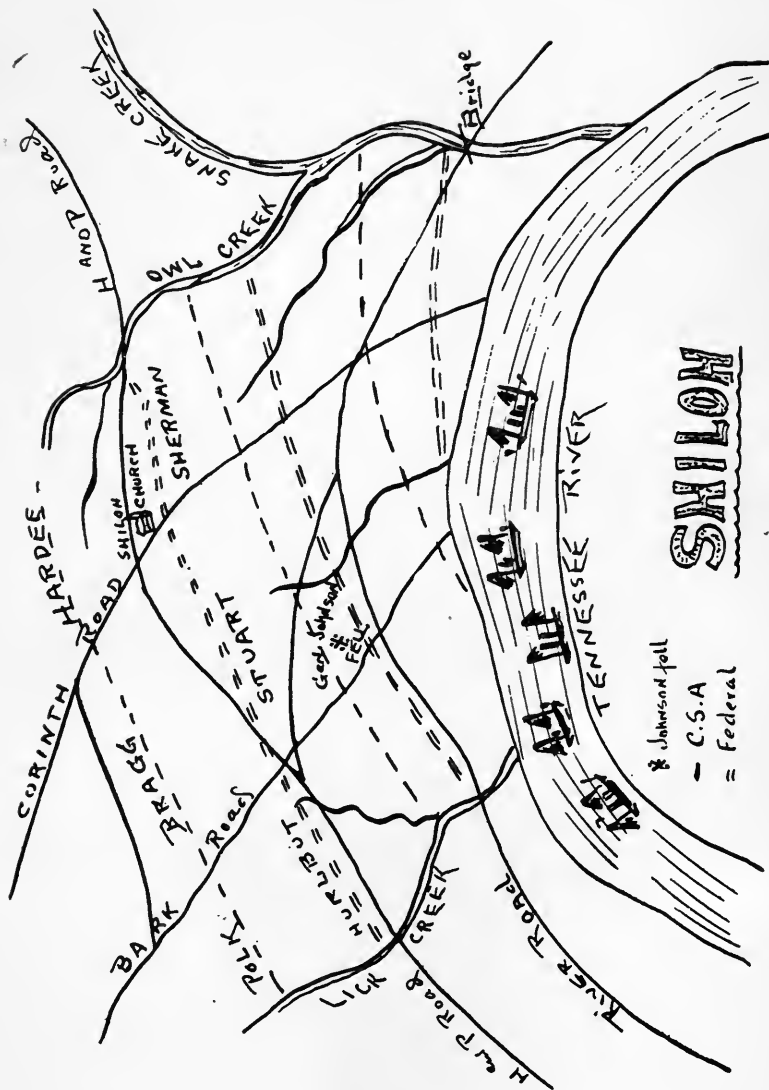 SNAKE CREEK
H AND P Road
OWL CREEK
Bridge
HARDEE
CORINTH ROAD
SHILOH
CHURCH
SHERMAN
BRAGG
STUART
BARK Road
POLK
HURLBUT
Genl Johnson
FELL
LICK CREEK
H P Road
RIVER ROAD
TENNESSEE RIVER
SHILOH
* Johnson fell
- C.S.A
= Federal